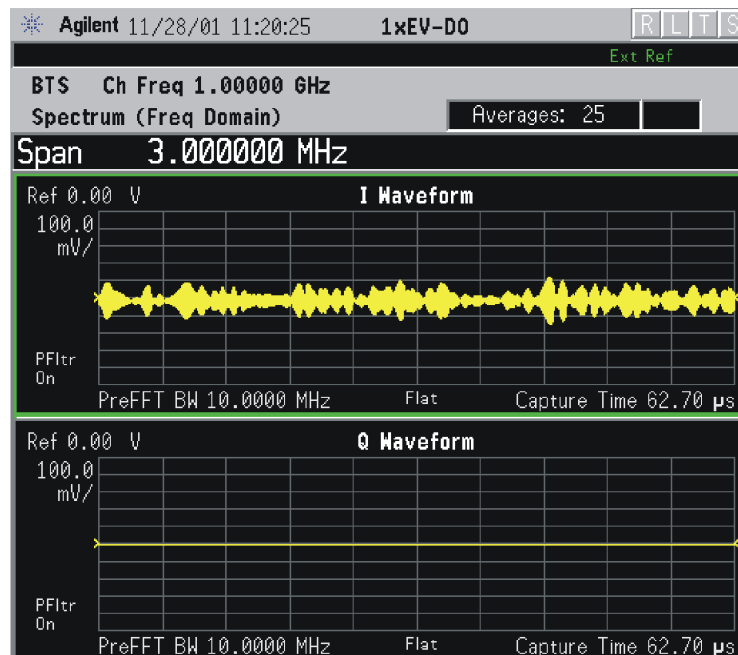 Agilent 11/28/01 11:20:25 1xEV-DO R L T S
Ext Ref
BTS Ch Freq 1.00000 GHz
Spectrum (Freq Domain) Averages: 25
Span 3.000000 MHz
Ref 0.00 V I Waveform
100.0
mV/
PFltr
On
PreFFT BW 10.0000 MHz Flat Capture Time 62.70 µs
Ref 0.00 V Q Waveform
100.0
mV/
PFltr
On
PreFFT BW 10.0000 MHz Flat Capture Time 62.70 µs